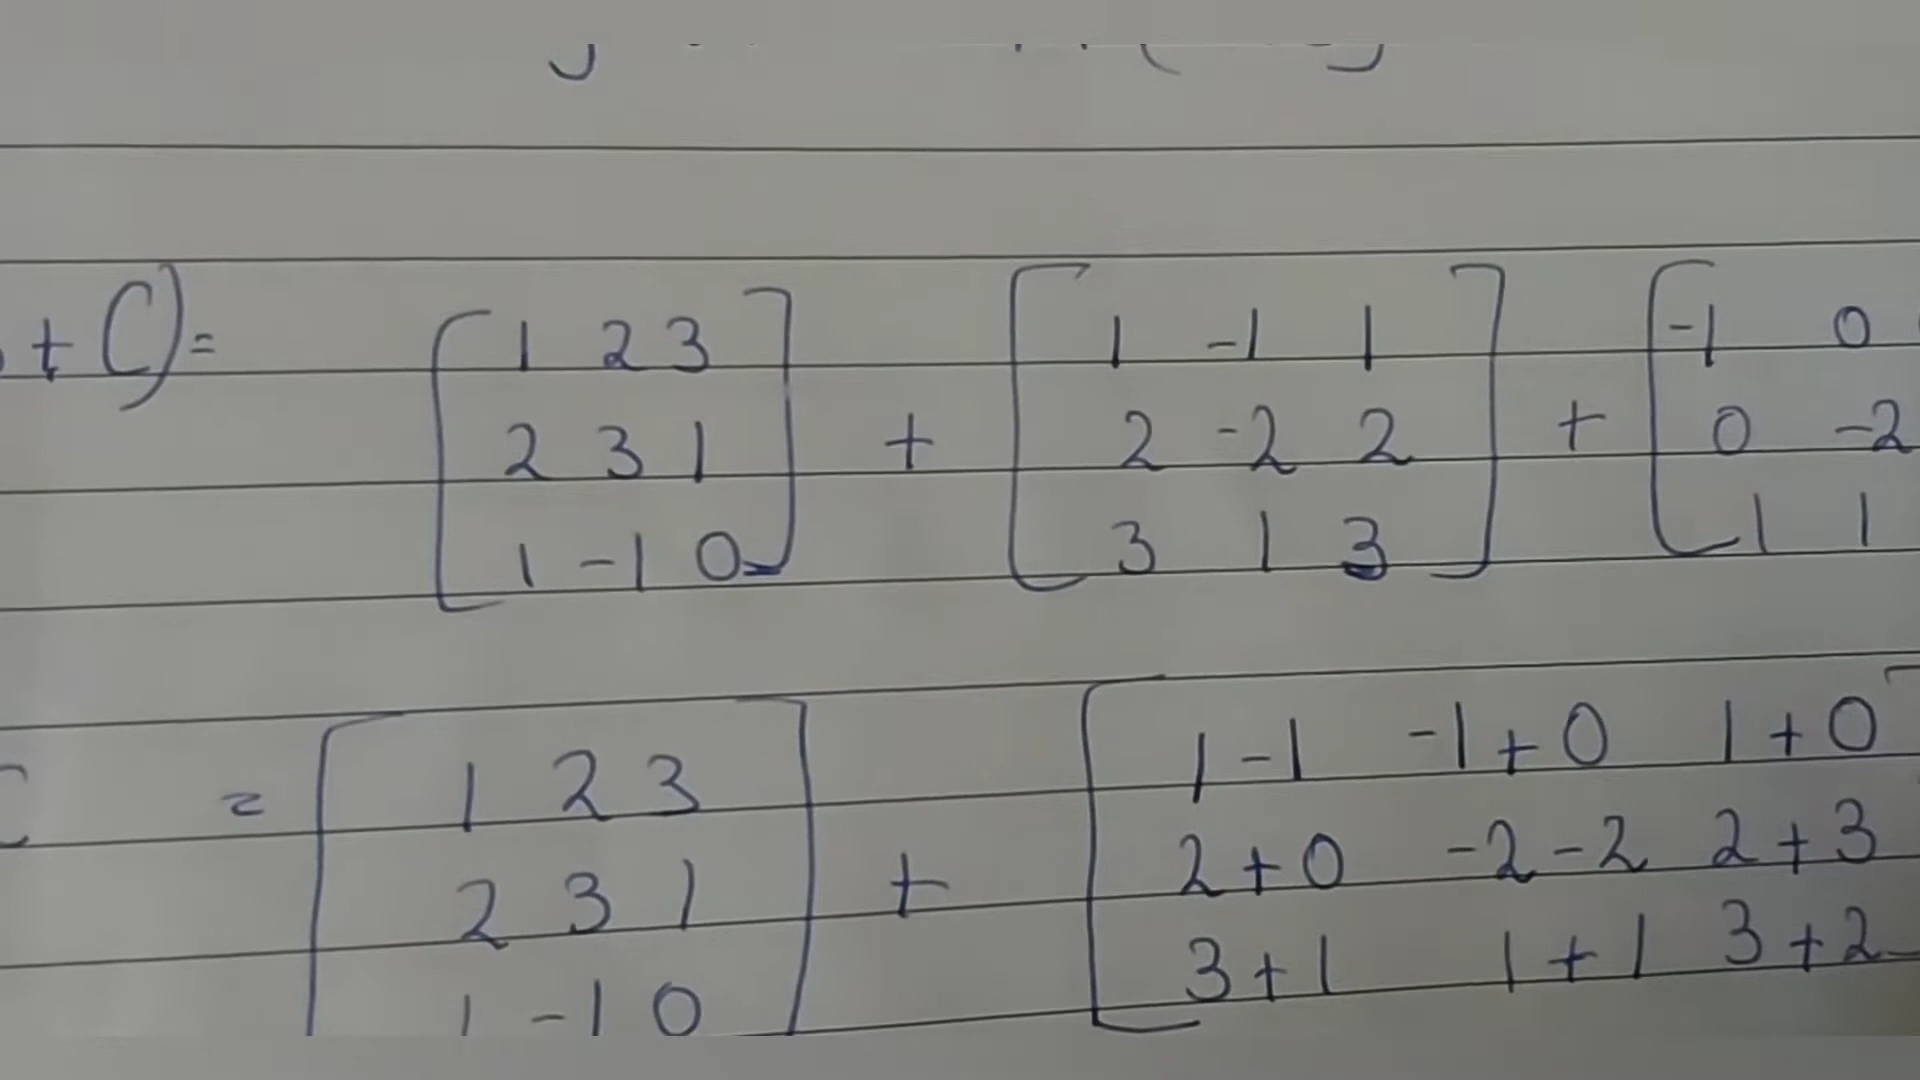 + C) = [ 1 2 3 ] + [ 1 -1 1 ] + [ -1 0
[ 2 3 1 ] [ 2 -2 2 ] [ 0 -2
[ 1 -1 0 ] [ 3 1 3 ] [ 1 1
= [ 1 2 3 ] + [ 1-1 -1+0 1+0 ]
[ 2 3 1 ] [ 2+0 -2-2 2+3
[ 1 -1 0 ] [ 3+1 1+1 3+2